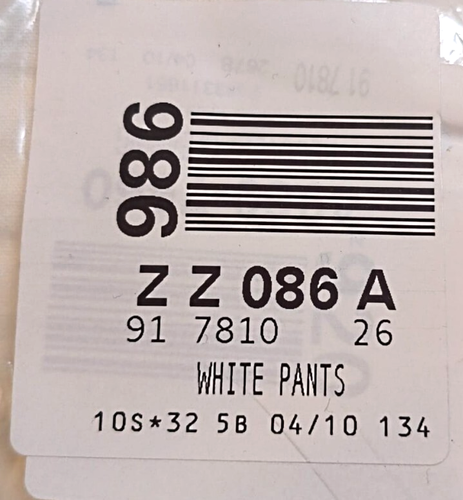 986
Z Z 086 A
91 7810 26
WHITE PANTS
10S*32 5B 04/10 134